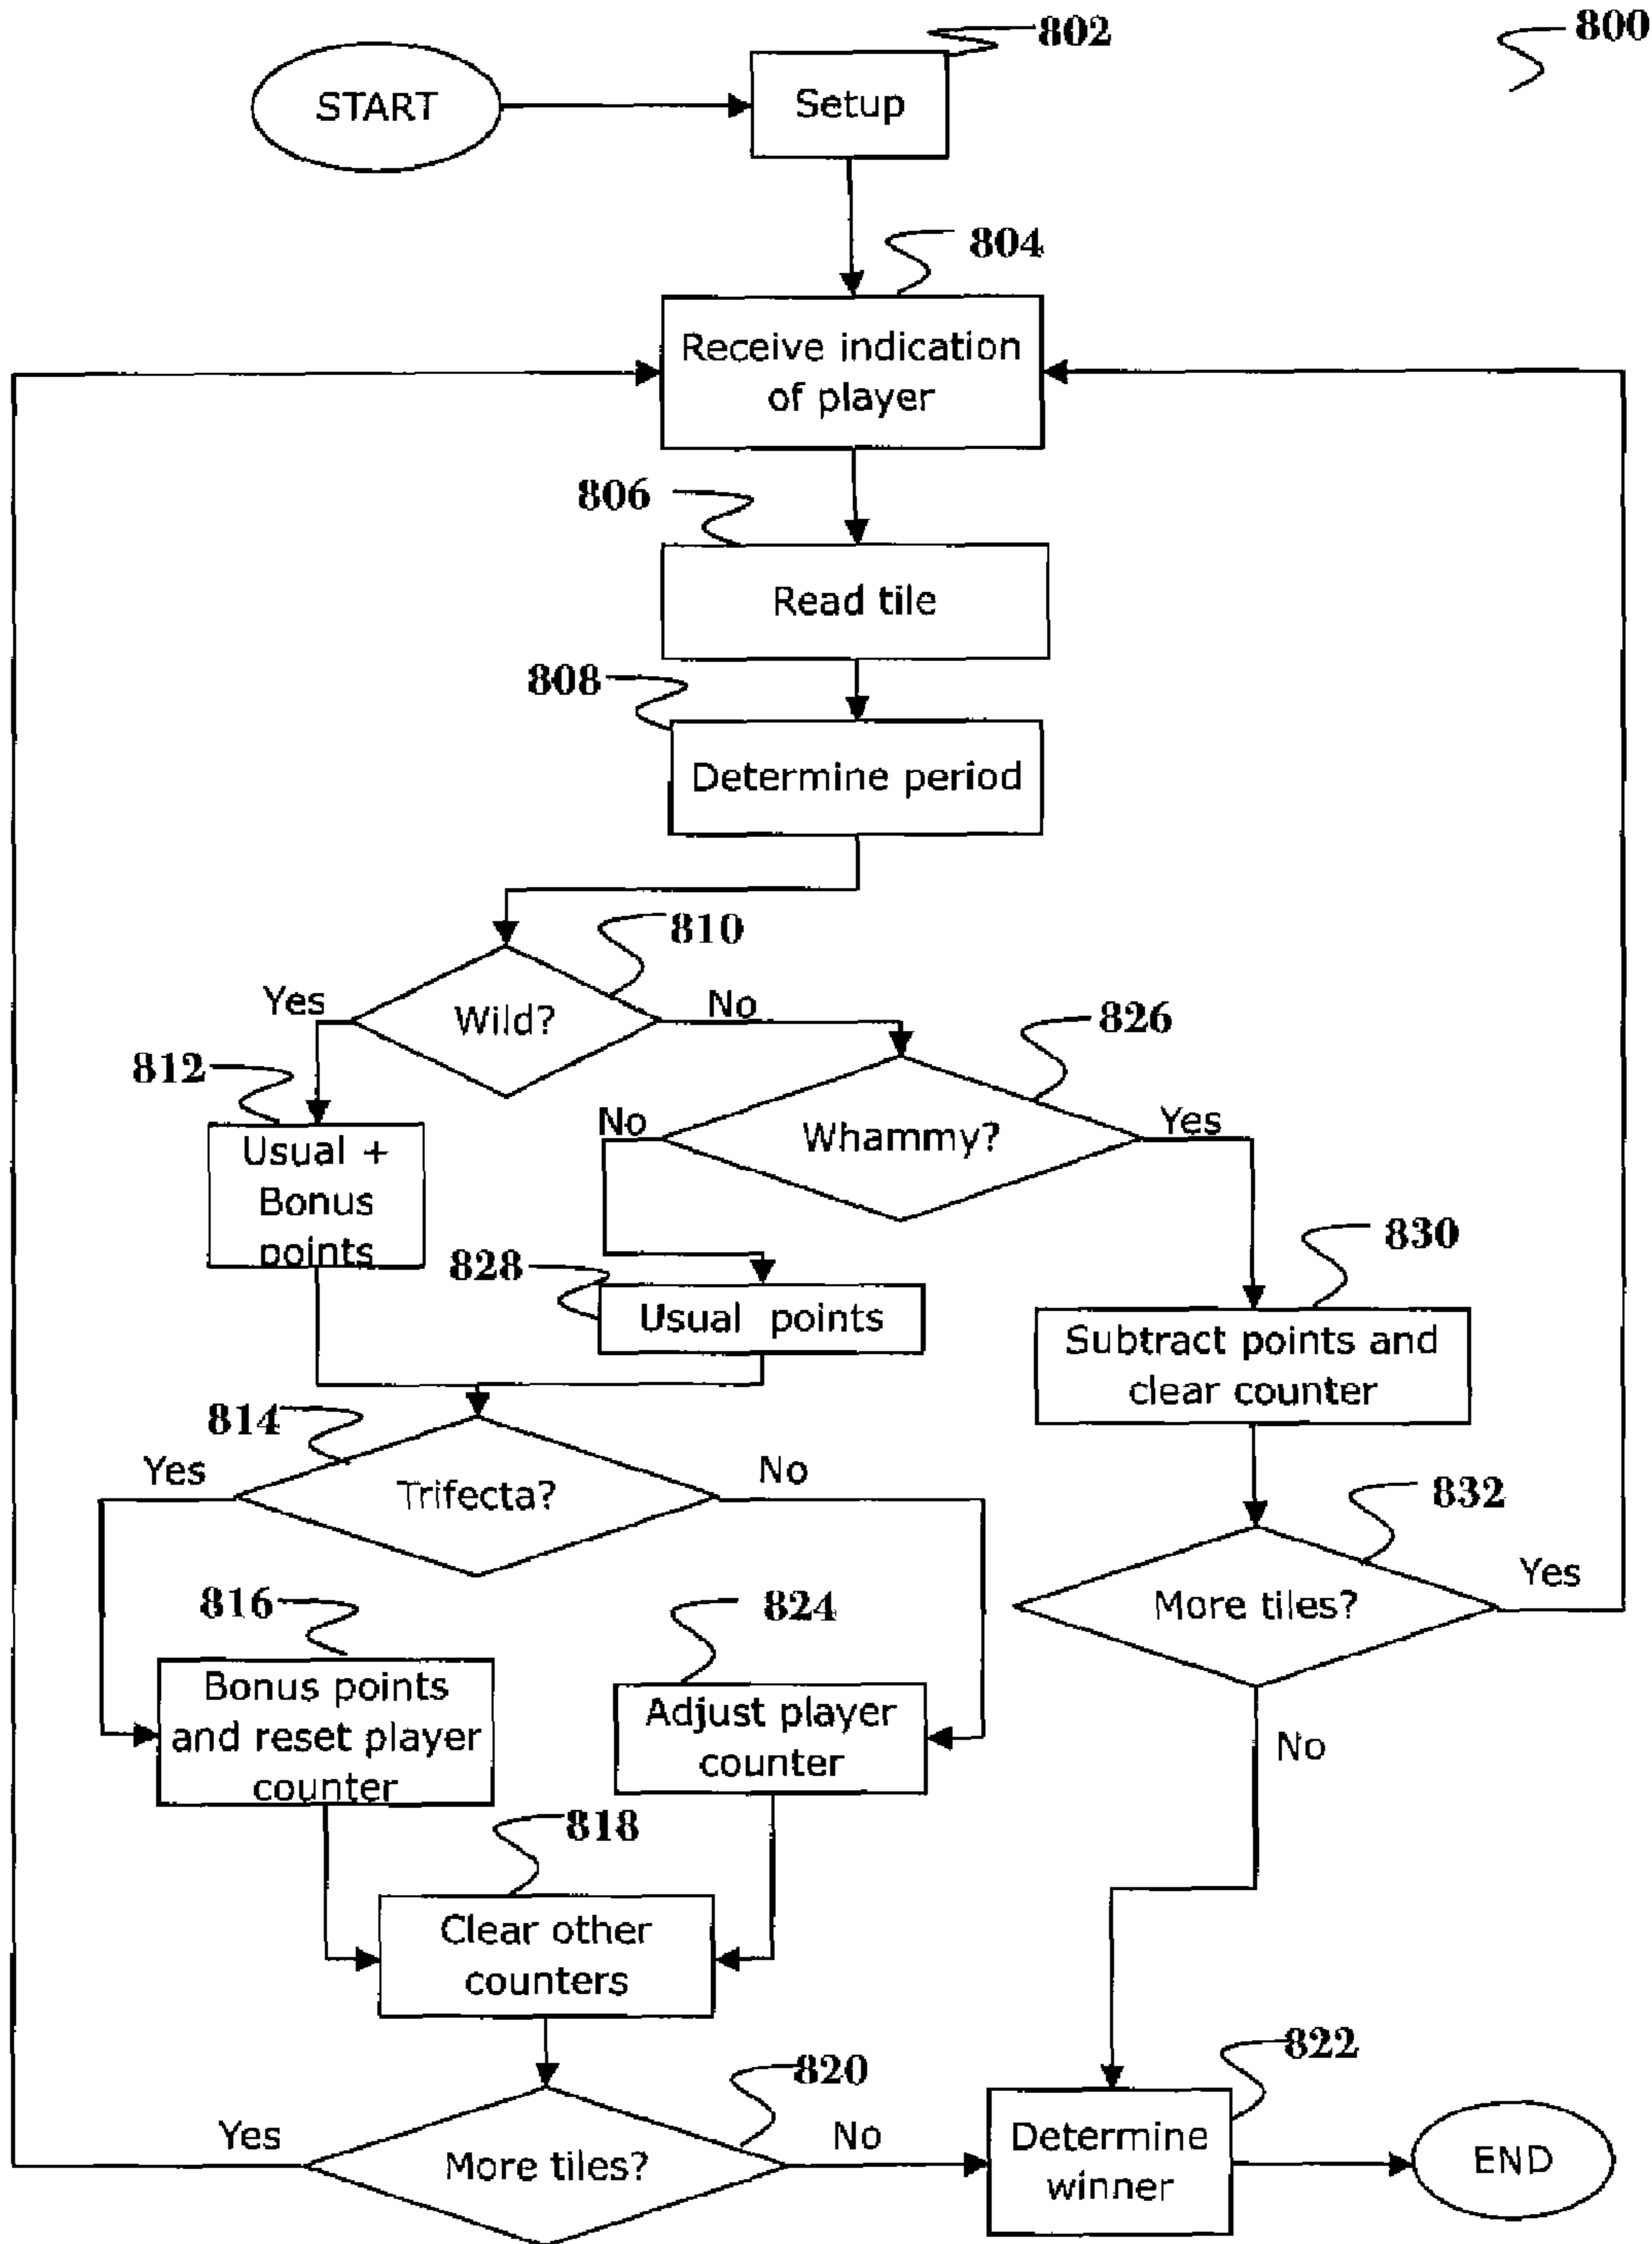 800
802
START
Setup
804
Receive indication
of player
806
Read tile
808
Determine period
810
Yes
Wild?
No
826
812
No
Whammy?
Yes
Usual +
Bonus
points
830
828
Usual points
Subtract points and
clear counter
814
Yes
Trifecta?
No
832
More tiles?
Yes
816
824
Bonus points
and reset player
counter
Adjust player
counter
No
818
Clear other
counters
820
822
Yes
More tiles?
No
Determine
winner
END